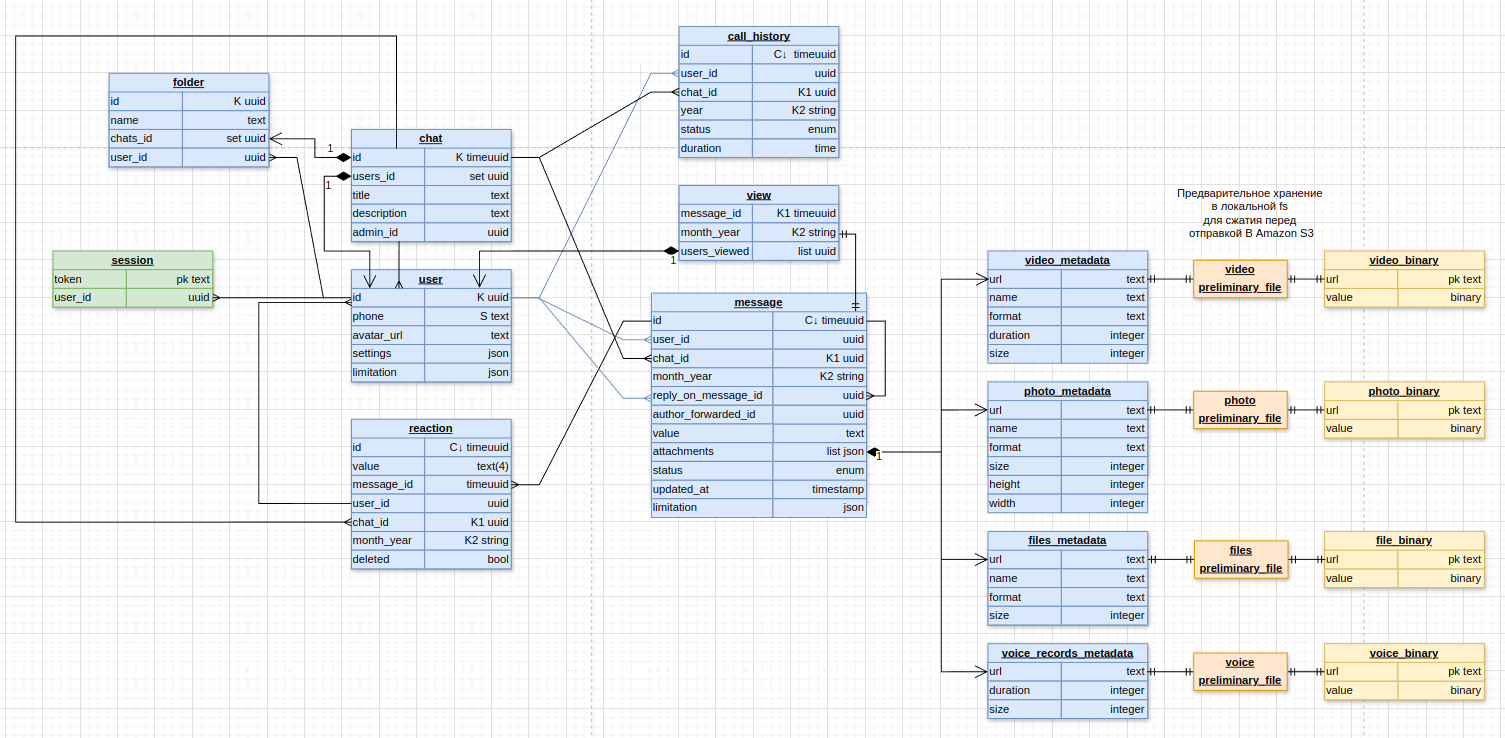 call_history
id C↓ timeuuid
user_id uuid
chat_id K1 uuid
year K2 string
status enum
duration time
folder
id K uuid
name text
chats_id set uuid
user_id uuid
1
1
chat
id K timeuuid
users_id set uuid
title text
description text
admin_id uuid
view
message_id K1 timeuuid
month_year K2 string
users_viewed list uuid
1
session
token pk text
user_id uuid
user
id K uuid
phone S text
avatar_url text
settings json
limitation json
message
id C↓ timeuuid
user_id uuid
chat_id K1 uuid
month_year K2 string
reply_on_message_id uuid
author_forwarded_id uuid
value text
attachments list json
status enum
updated_at timestamp
limitation json
1
reaction
id C↓ timeuuid
value text(4)
message_id timeuuid
user_id uuid
chat_id K1 uuid
month_year K2 string
deleted bool
Предварительное хранение
в локальной fs
для сжатия перед
отправкой В Amazon S3
video_metadata
url text
name text
format text
duration integer
size integer
video
preliminary_file
video_binary
url pk text
value binary
photo_metadata
url text
name text
format text
size integer
height integer
width integer
photo
preliminary_file
photo_binary
url pk text
value binary
files_metadata
url text
name text
format text
size integer
files
preliminary_file
file_binary
url pk text
value binary
voice_records_metadata
url text
duration integer
size integer
voice
preliminary_file
voice_binary
url pk text
value binary